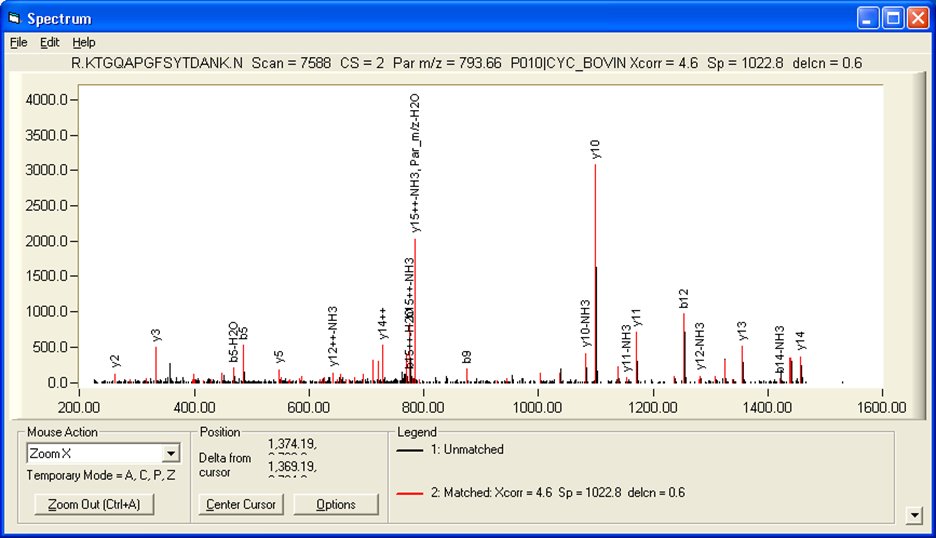 Spectrum
File Edit Help
R.KTGQAPGFSYTDANK.N Scan = 7588 CS = 2 Par m/z = 793.66 P010|CYC_BOVIN Xcorr = 4.6 Sp = 1022.8 delcn = 0.6
4000.0
3500.0
3000.0
2500.0
2000.0
1500.0
1000.0
500.0
0.0
y2
y3
b5-H2O
b5
y5
y12++-NH3
y14++
b15++-H2O
b15++-NH3
y15++-NH3, Par_m/z-H2O
b9
y10-NH3
y10
y11-NH3
y11
b12
y12-NH3
y13
b14-NH3
y14
200.00 400.00 600.00 800.00 1000.00 1200.00 1400.00 1600.00
Mouse Action
Zoom X
Temporary Mode = A, C, P, Z
Zoom Out (Ctrl+A)
Position
1,374.19,
Delta from cursor
1,369.19,
Center Cursor
Options
Legend
1: Unmatched
2: Matched: Xcorr = 4.6 Sp = 1022.8 delcn = 0.6